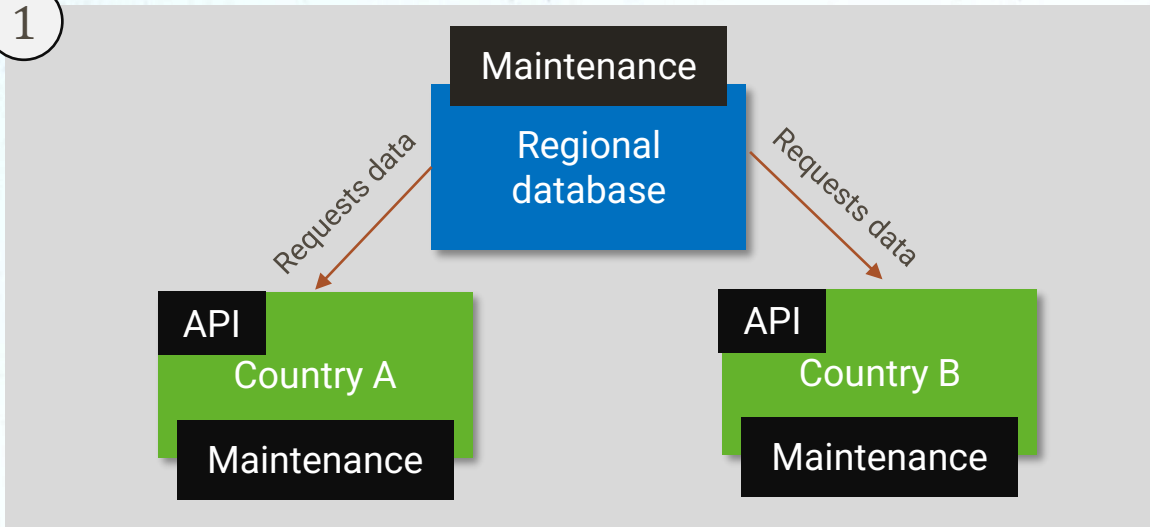 1
Maintenance
Regional
database
Requests data
Requests data
API
Country A
Maintenance
API
Country B
Maintenance